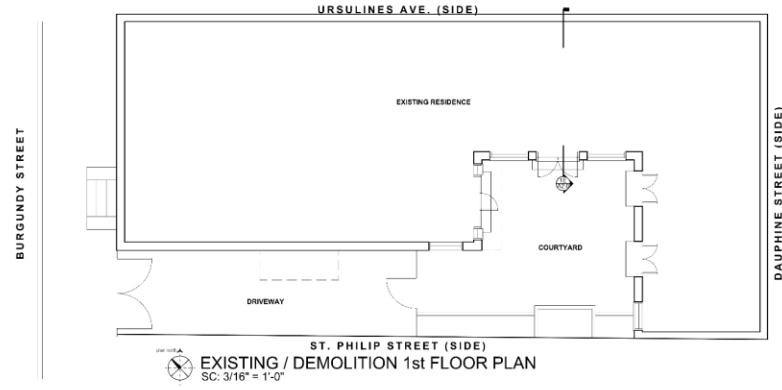 URSULINES AVE. (SIDE)
BURGUNDY STREET
EXISTING RESIDENCE
DAUPHINE STREET (SIDE)
COURTYARD
DRIVEWAY
ST. PHILIP STREET (SIDE)
EXISTING / DEMOLITION 1st FLOOR PLAN
SC: 3/16" = 1'-0"